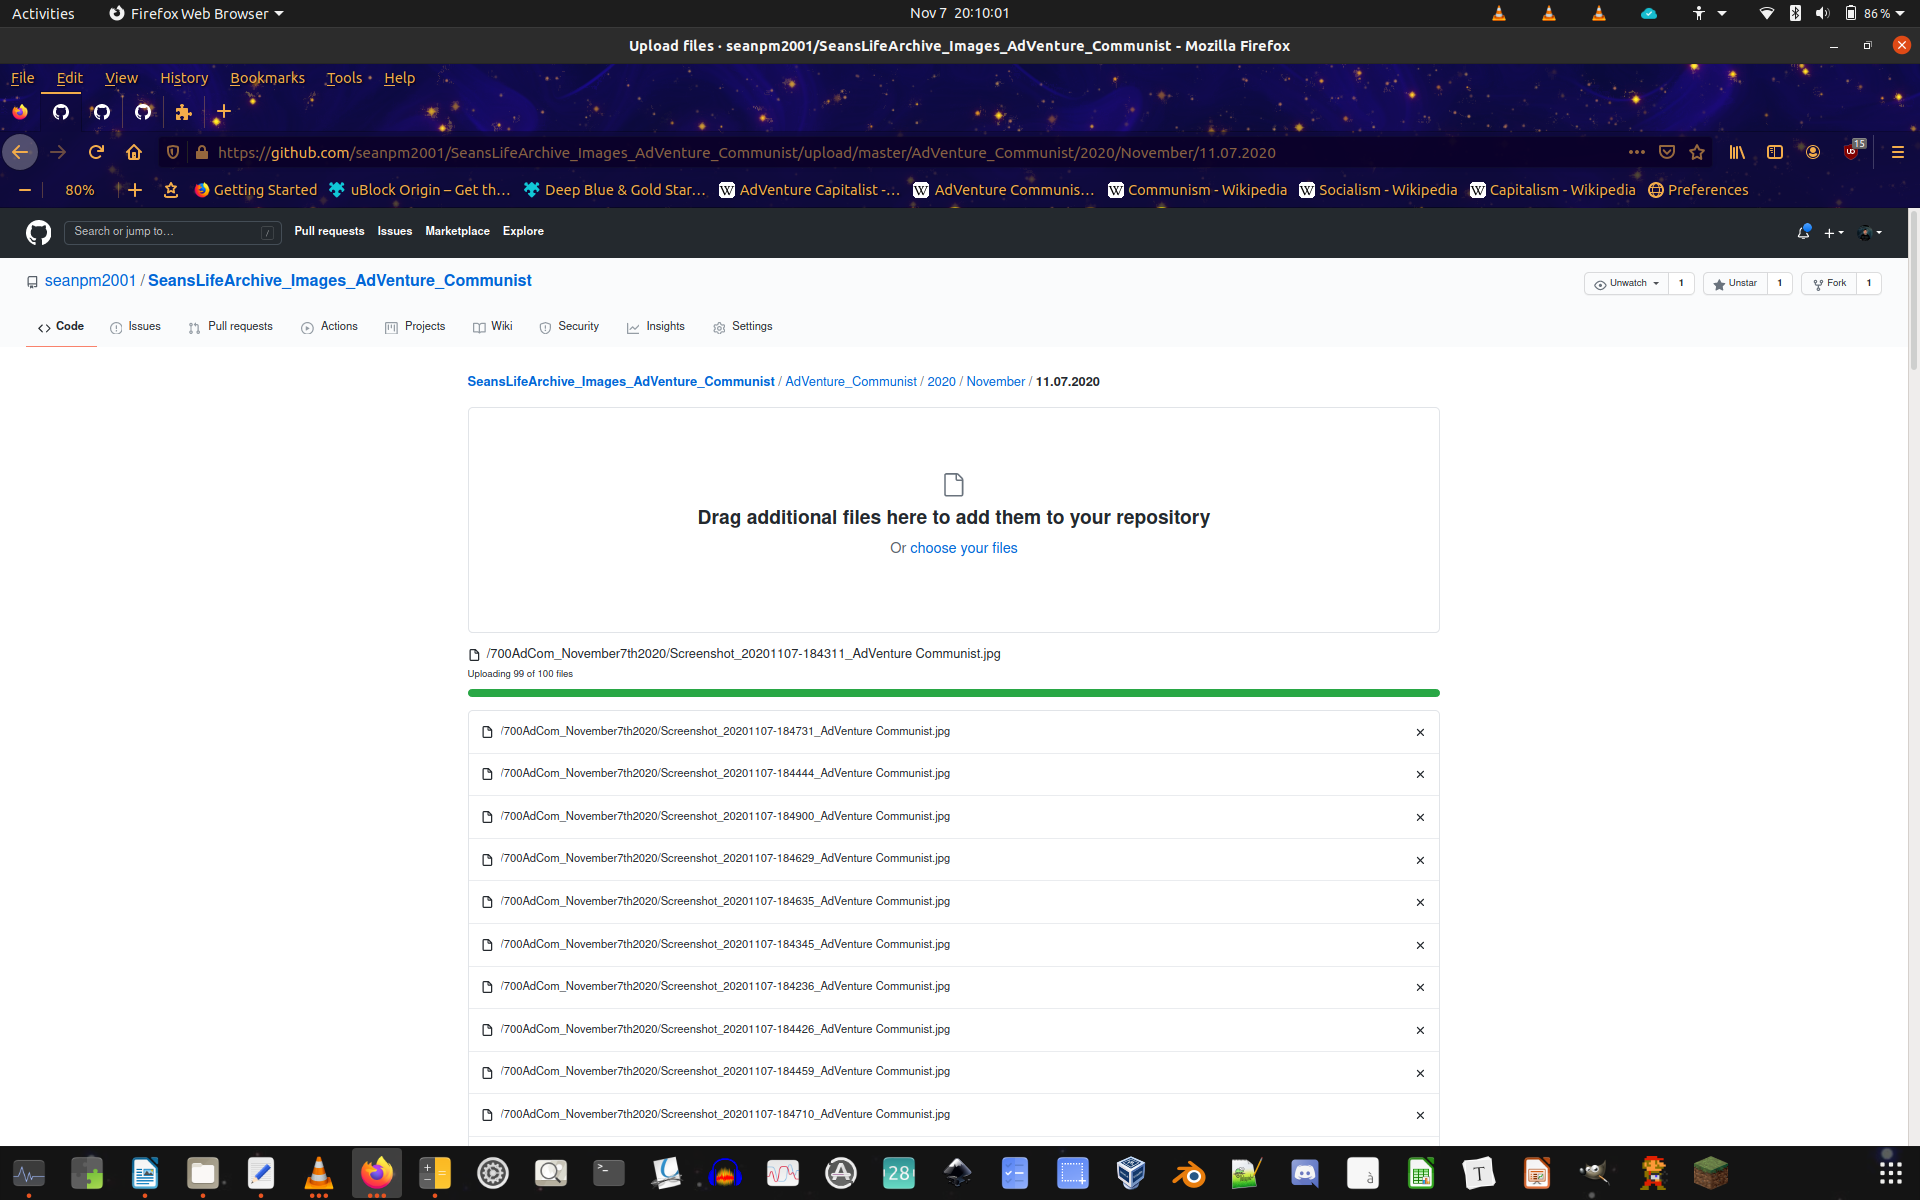 Activities Firefox Web Browser Nov 7 20:10:01 86%
Upload files · seanpm2001/SeansLifeArchive_Images_AdVenture_Communist - Mozilla Firefox
File Edit View History Bookmarks Tools Help
https://github.com/seanpm2001/SeansLifeArchive_Images_AdVenture_Communist/upload/master/AdVenture_Communist/2020/November/11.07.2020 15
80% Getting Started uBlock Origin – Get th… Deep Blue & Gold Star… AdVenture Capitalist -… AdVenture Communis… Communism - Wikipedia Socialism - Wikipedia Capitalism - Wikipedia Preferences
Search or jump to… / Pull requests Issues Marketplace Explore
seanpm2001 / SeansLifeArchive_Images_AdVenture_Communist Unwatch 1 Unstar 1 Fork 1
Code Issues Pull requests Actions Projects Wiki Security Insights Settings
SeansLifeArchive_Images_AdVenture_Communist / AdVenture_Communist / 2020 / November / 11.07.2020
Drag additional files here to add them to your repository
Or choose your files
/700AdCom_November7th2020/Screenshot_20201107-184311_AdVenture Communist.jpg
Uploading 99 of 100 files
/700AdCom_November7th2020/Screenshot_20201107-184731_AdVenture Communist.jpg
/700AdCom_November7th2020/Screenshot_20201107-184444_AdVenture Communist.jpg
/700AdCom_November7th2020/Screenshot_20201107-184900_AdVenture Communist.jpg
/700AdCom_November7th2020/Screenshot_20201107-184629_AdVenture Communist.jpg
/700AdCom_November7th2020/Screenshot_20201107-184635_AdVenture Communist.jpg
/700AdCom_November7th2020/Screenshot_20201107-184345_AdVenture Communist.jpg
/700AdCom_November7th2020/Screenshot_20201107-184236_AdVenture Communist.jpg
/700AdCom_November7th2020/Screenshot_20201107-184426_AdVenture Communist.jpg
/700AdCom_November7th2020/Screenshot_20201107-184459_AdVenture Communist.jpg
/700AdCom_November7th2020/Screenshot_20201107-184710_AdVenture Communist.jpg
28 à T